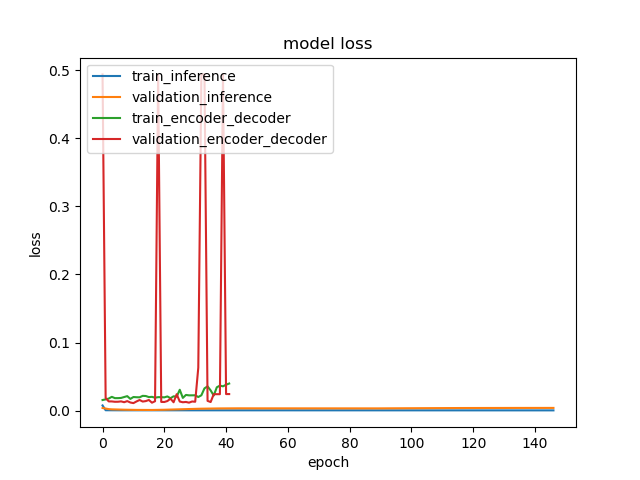 model loss
train_inference
validation_inference
train_encoder_decoder
validation_encoder_decoder
0.5
0.4
0.3
0.2
0.1
0.0
loss
0 20 40 60 80 100 120 140
epoch